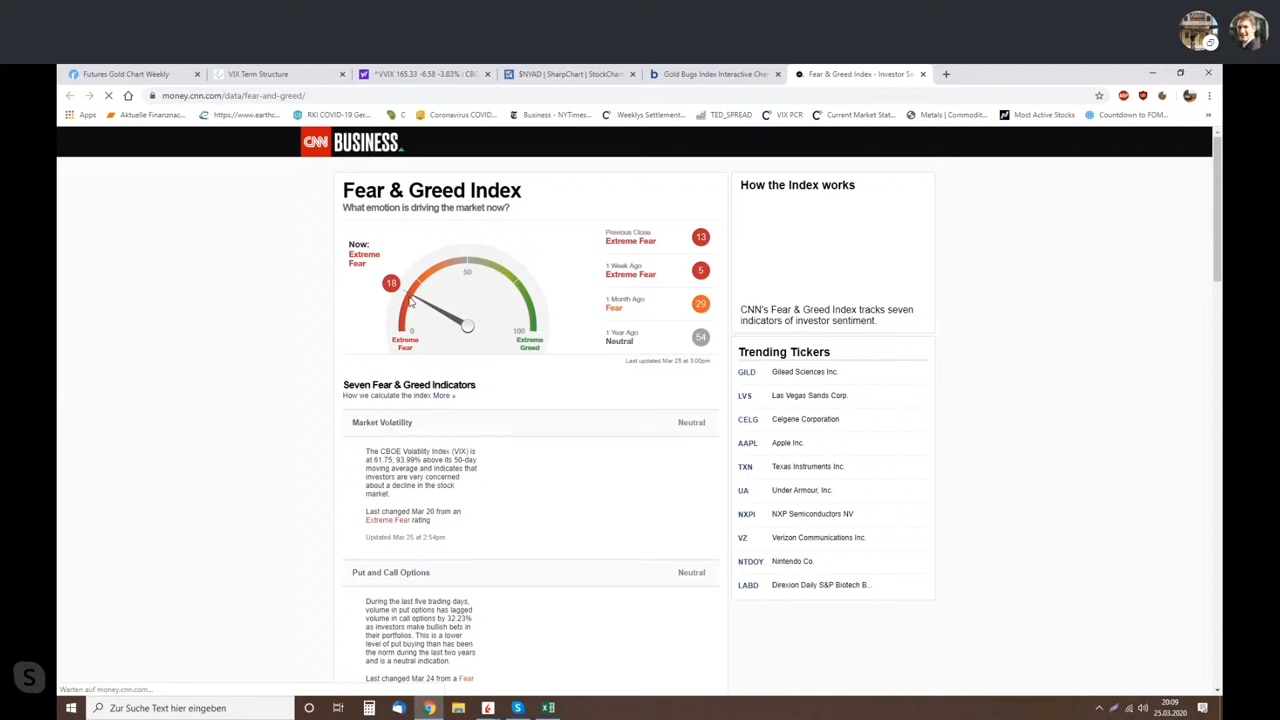 Futures Gold Chart Weekly
VIX Term Structure
^VVIX 165.33 -6.58 -3.83% : CBO
$NYAD | SharpChart | StockChart
Gold Bugs Index Interactive Cha
Fear & Greed Index - Investor Se
money.cnn.com/data/fear-and-greed/
Apps
Aktuelle Finanznac...
https://www.earthc...
RKI COVID-19 Ger...
C
Coronavirus COVID...
Business - NYTimes...
Weeklys Settlement...
TED_SPREAD
VIX PCR
Current Market Stat...
Metals | Commodit...
Most Active Stocks
Countdown to FOM...
CNN BUSINESS
Fear & Greed Index
What emotion is driving the market now?
Now:
Extreme
Fear
18
50
0
100
Extreme
Fear
Extreme
Greed
Previous Close
Extreme Fear
13
1 Week Ago
Extreme Fear
5
1 Month Ago
Fear
29
1 Year Ago
Neutral
54
Last updated Mar 25 at 3:00pm
Seven Fear & Greed Indicators
How we calculate the index More »
Market Volatility
Neutral
The CBOE Volatility Index (VIX) is
at 61.75, 93.99% above its 50-day
moving average and indicates that
investors are very concerned
about a decline in the stock
market.
Last changed Mar 20 from an
Extreme Fear rating
Updated Mar 25 at 2:54pm
Put and Call Options
Neutral
During the last five trading days,
volume in put options has lagged
volume in call options by 32.23%
as investors make bullish bets in
their portfolios. This is a lower
level of put buying than has been
the norm during the last two years
and is a neutral indication.
Last changed Mar 24 from a Fear
How the Index works
CNN's Fear & Greed Index tracks seven
indicators of investor sentiment.
Trending Tickers
GILD Gilead Sciences Inc.
LVS Las Vegas Sands Corp.
CELG Celgene Corporation
AAPL Apple Inc.
TXN Texas Instruments Inc.
UA Under Armour, Inc.
NXPI NXP Semiconductors NV
VZ Verizon Communications Inc.
NTDOY Nintendo Co.
LABD Direxion Daily S&P Biotech B...
Warten auf money.cnn.com...
Zur Suche Text hier eingeben
20:09
25.03.2020